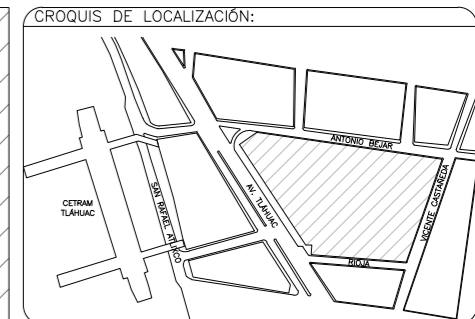 CROQUIS DE LOCALIZACIÓN:
ANTONIO BEJAR
CETRAM
TLÁHUAC
SAN RAFAEL ATLIXCO
AV. TLÁHUAC
VICENTE CASTAÑEDA
RIOJA